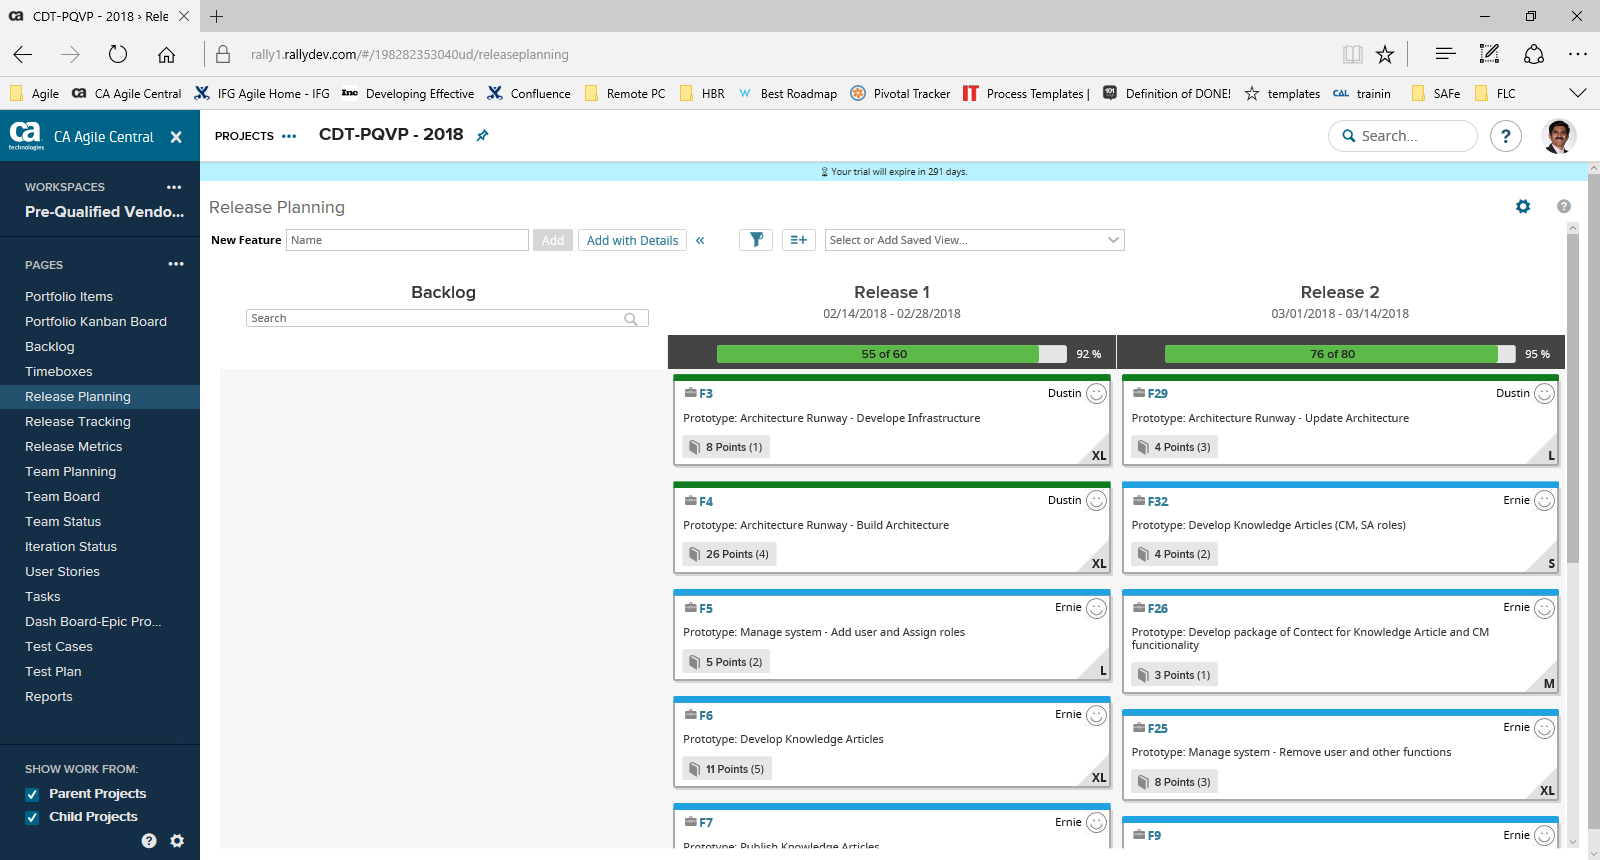 CDT-PQVP - 2018 › Rele
rally1.rallydev.com/#/198282353040ud/releaseplanning
Agile
CA Agile Central
IFG Agile Home - IFG
Inc Developing Effective
Confluence
Remote PC
HBR
W Best Roadmap
Pivotal Tracker
IT Process Templates |
101 Definition of DONE!
templates
CAL trainin
SAFe
FLC
ca technologies
CA Agile Central
PROJECTS
CDT-PQVP - 2018
Search...
?
Your trial will expire in 291 days.
WORKSPACES
Pre-Qualified Vendo...
PAGES
Portfolio Items
Portfolio Kanban Board
Backlog
Timeboxes
Release Planning
Release Tracking
Release Metrics
Team Planning
Team Board
Team Status
Iteration Status
User Stories
Tasks
Dash Board-Epic Pro...
Test Cases
Test Plan
Reports
SHOW WORK FROM:
Parent Projects
Child Projects
?
Release Planning
?
New Feature
Name
Add
Add with Details
«
Select or Add Saved View...
Backlog
Search
Release 1
02/14/2018 - 02/28/2018
55 of 60
92 %
F3
Dustin
Prototype: Architecture Runway - Develope Infrastructure
8 Points (1)
XL
F4
Dustin
Prototype: Architecture Runway - Build Architecture
26 Points (4)
XL
F5
Ernie
Prototype: Manage system - Add user and Assign roles
5 Points (2)
L
F6
Ernie
Prototype: Develop Knowledge Articles
11 Points (5)
XL
F7
Ernie
Prototype: Publish Knowledge Articles
Release 2
03/01/2018 - 03/14/2018
76 of 80
95 %
F29
Dustin
Prototype: Architecture Runway - Update Architecture
4 Points (3)
L
F32
Ernie
Prototype: Develop Knowledge Articles (CM, SA roles)
4 Points (2)
S
F26
Ernie
Prototype: Develop package of Contect for Knowledge Article and CM
funcitionality
3 Points (1)
M
F25
Ernie
Prototype: Manage system - Remove user and other functions
8 Points (3)
XL
F9
Ernie